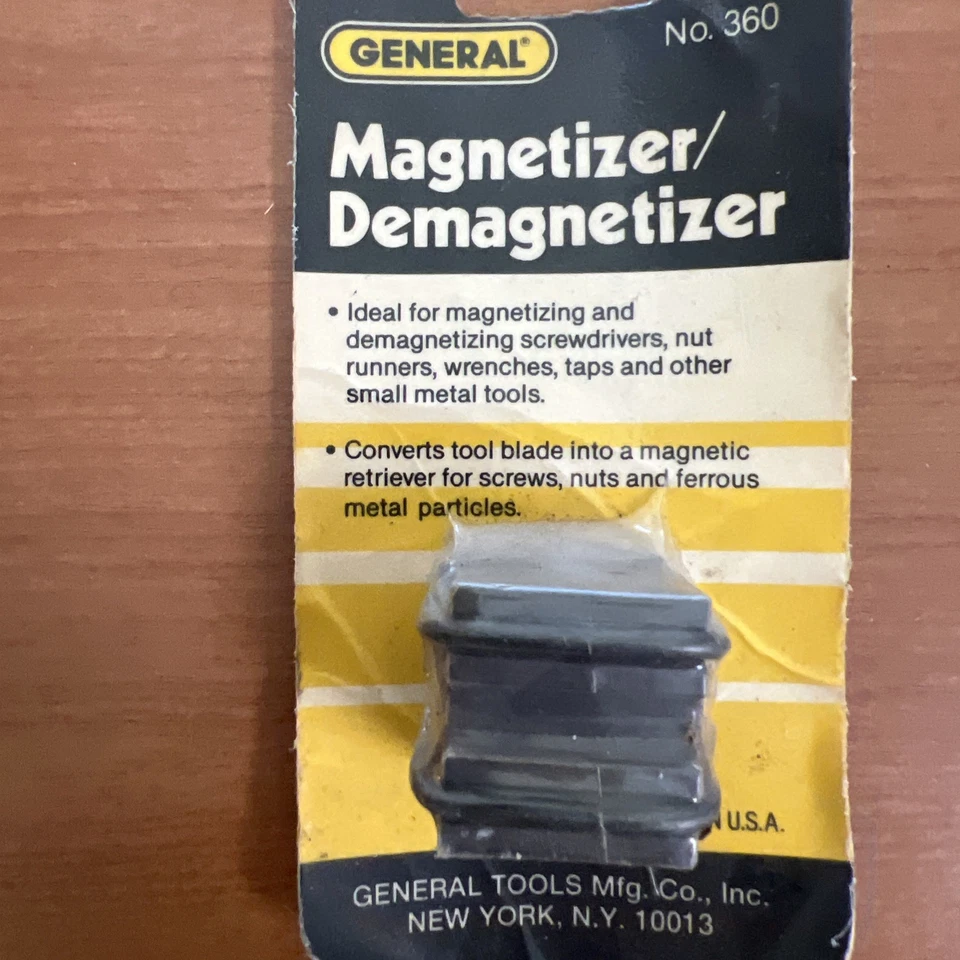 GENERAL®
No. 360
Magnetizer/
Demagnetizer
• Ideal for magnetizing and
demagnetizing screwdrivers, nut
runners, wrenches, taps and other
small metal tools.
• Converts tool blade into a magnetic
retriever for screws, nuts and ferrous
metal particles.
U.S.A.
GENERAL TOOLS Mfg. Co., Inc.
NEW YORK, N.Y. 10013